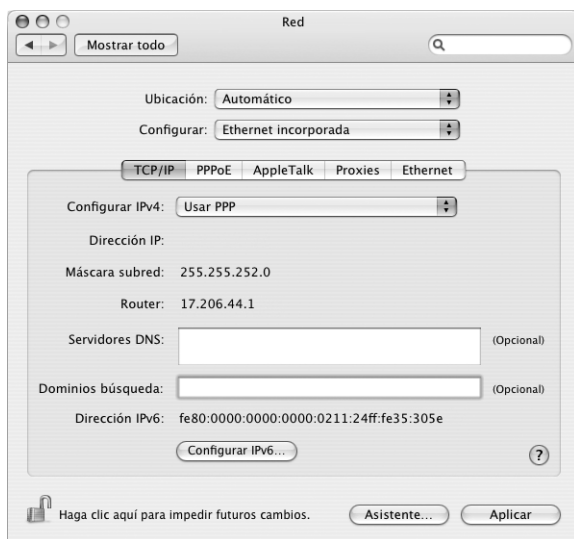 Red
Mostrar todo
Ubicación: Automático
Configurar: Ethernet incorporada
TCP/IP PPPoE AppleTalk Proxies Ethernet
Configurar IPv4: Usar PPP
Dirección IP:
Máscara subred: 255.255.252.0
Router: 17.206.44.1
Servidores DNS: (Opcional)
Dominios búsqueda: (Opcional)
Dirección IPv6: fe80:0000:0000:0000:0211:24ff:fe35:305e
Configurar IPv6...
?
Haga clic aquí para impedir futuros cambios. Asistente... Aplicar